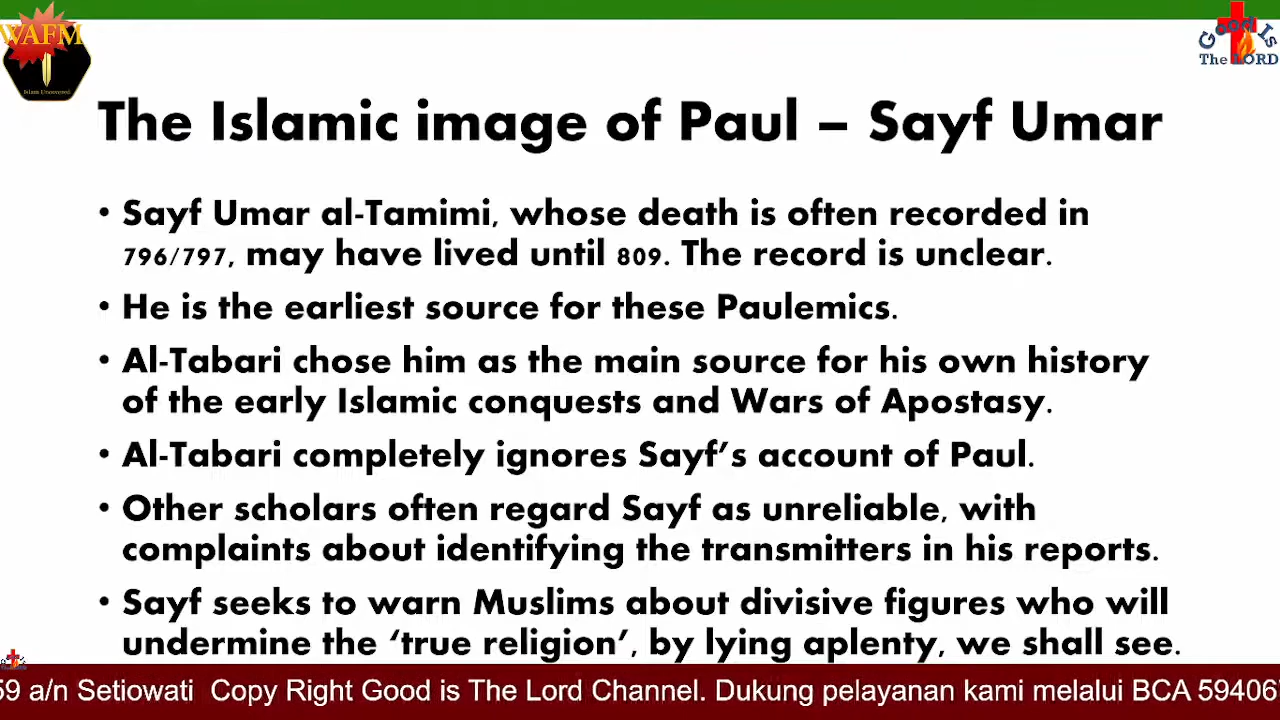 WAFM
Islam Uncovered
Good Is
The LORD
The Islamic image of Paul – Sayf Umar
• Sayf Umar al-Tamimi, whose death is often recorded in
796/797, may have lived until 809. The record is unclear.
• He is the earliest source for these Paulemics.
• Al-Tabari chose him as the main source for his own history
of the early Islamic conquests and Wars of Apostasy.
• Al-Tabari completely ignores Sayf’s account of Paul.
• Other scholars often regard Sayf as unreliable, with
complaints about identifying the transmitters in his reports.
• Sayf seeks to warn Muslims about divisive figures who will
undermine the ‘true religion’, by lying aplenty, we shall see.
59 a/n Setiowati Copy Right Good is The Lord Channel. Dukung pelayanan kami melalui BCA 59406